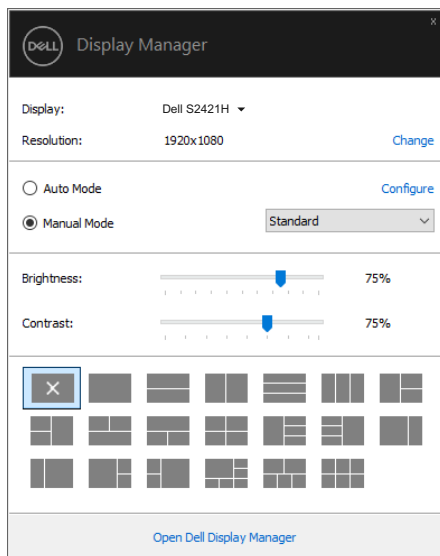 x
DELL Display Manager
Display: Dell S2421H
Resolution: 1920x1080 Change
Auto Mode Configure
Manual Mode Standard
Brightness: 75%
Contrast: 75%
Open Dell Display Manager